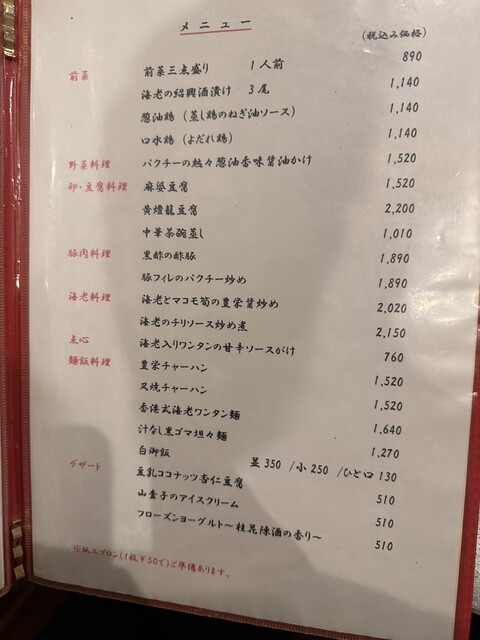 メニュー
(税込み価格)
前菜 前菜三点盛り 1人前 890
海老の紹興酒漬け 3尾 1,140
葱油鶏 (蒸し鶏のねぎ油ソース) 1,140
口水鶏 (よだれ鶏) 1,140
野菜料理 パクチーの熱々葱油香味醤油かけ 1,520
卵・豆腐料理 麻婆豆腐 1,520
黄燈龍豆腐 2,200
中華茶碗蒸し 1,010
豚肉料理 黒酢の酢豚 1,890
豚フィレのパクチー炒め 1,890
海老料理 海老とマコモ筍の豊栄醤炒め 2,020
海老のチリソース炒め煮 2,150
点心 海老入りワンタンの甘辛ソースがけ 760
麺飯料理 豊栄チャーハン 1,520
叉焼チャーハン 1,520
香港式海老ワンタン麺 1,640
汁なし黒ゴマ坦々麺 1,270
白御飯 並350 /小250 /ひと口130
デザート 豆乳ココナッツ杏仁豆腐 510
山査子のアイスクリーム 510
フローズンヨーグルト～桂花陳酒の香り～ 510
※紙エプロン(1枚¥50で)ご準備あります。